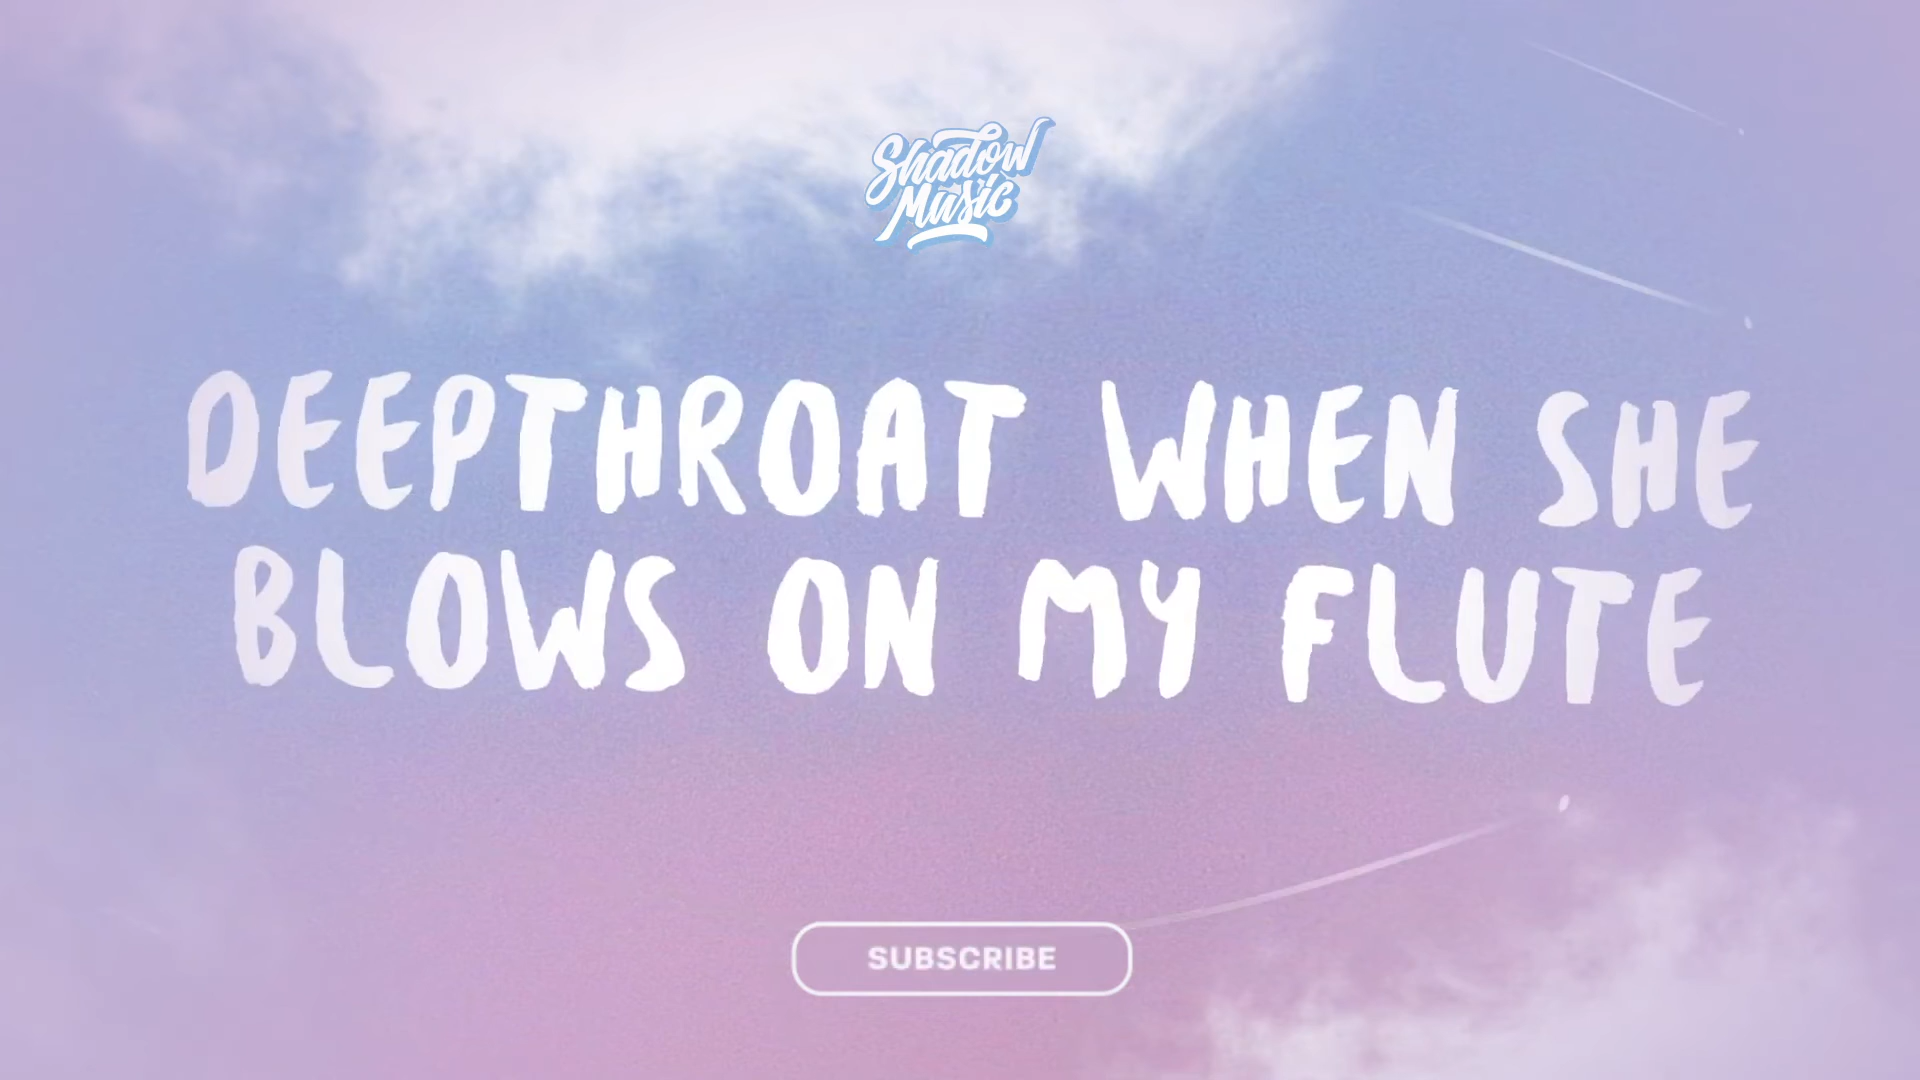 Shadow
Music
DEEPTHROAT WHEN SHE
BLOWS ON MY FLUTE
SUBSCRIBE